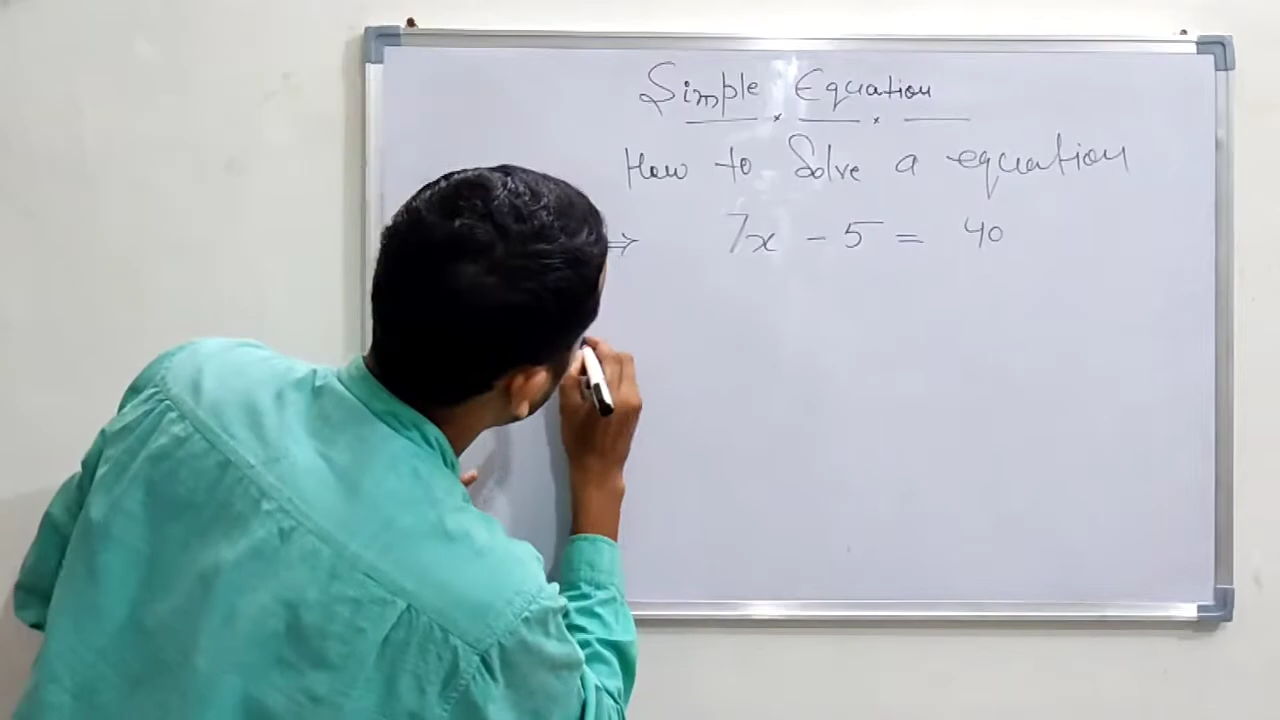 Simple Equation
How to Solve a equation
⇒ 7x - 5 = 40